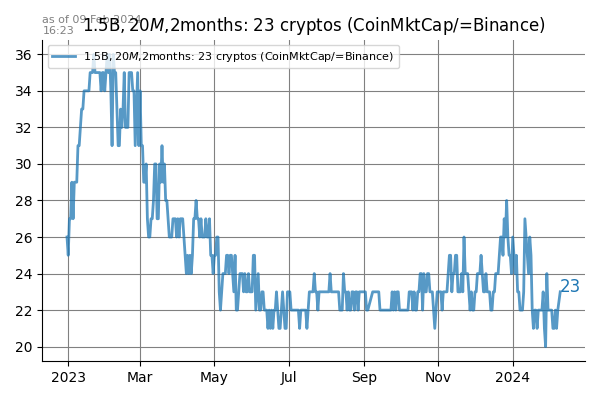 as of 09-Feb-2024
16:23
1.5B, 20M,2months: 23 cryptos (CoinMktCap/=Binance)
1.5B, 20M,2months: 23 cryptos (CoinMktCap/=Binance)
36
34
32
30
28
26
24
22
20
23
2023 Mar May Jul Sep Nov 2024